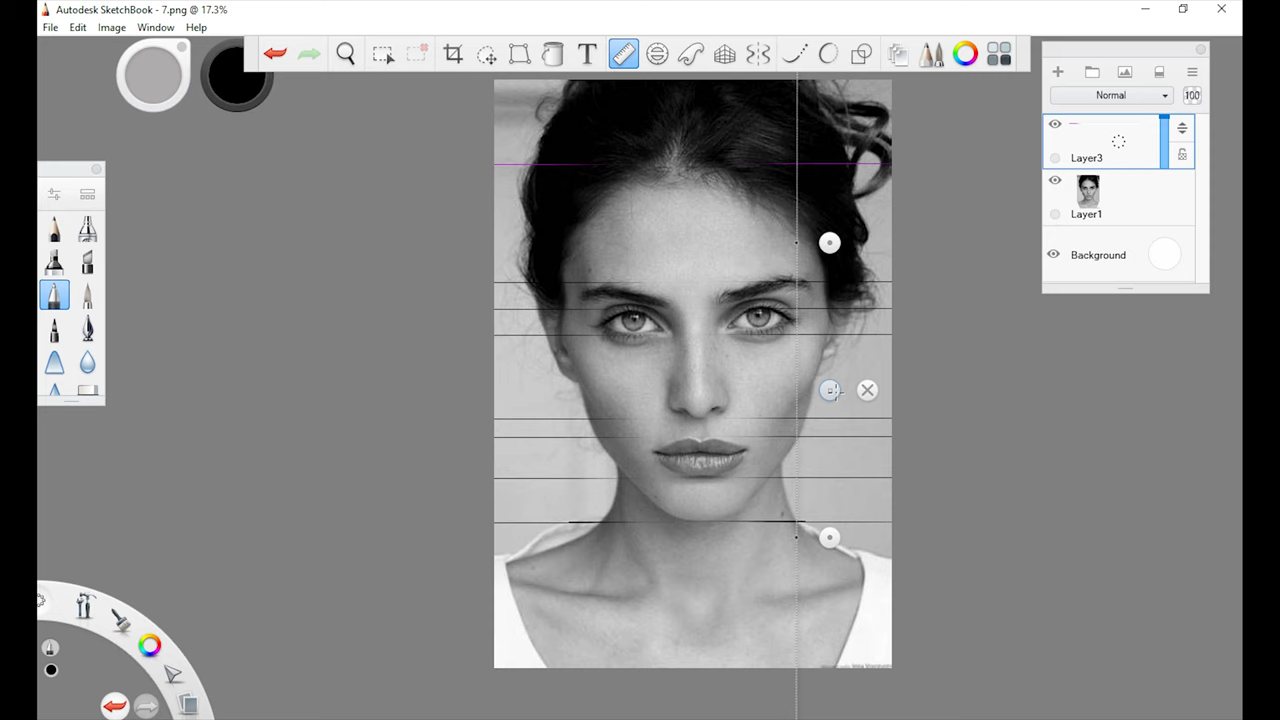 Autodesk SketchBook - 7.png @ 17.3%
File Edit Image Window Help
T
Normal 100
Layer3
Layer1
Background